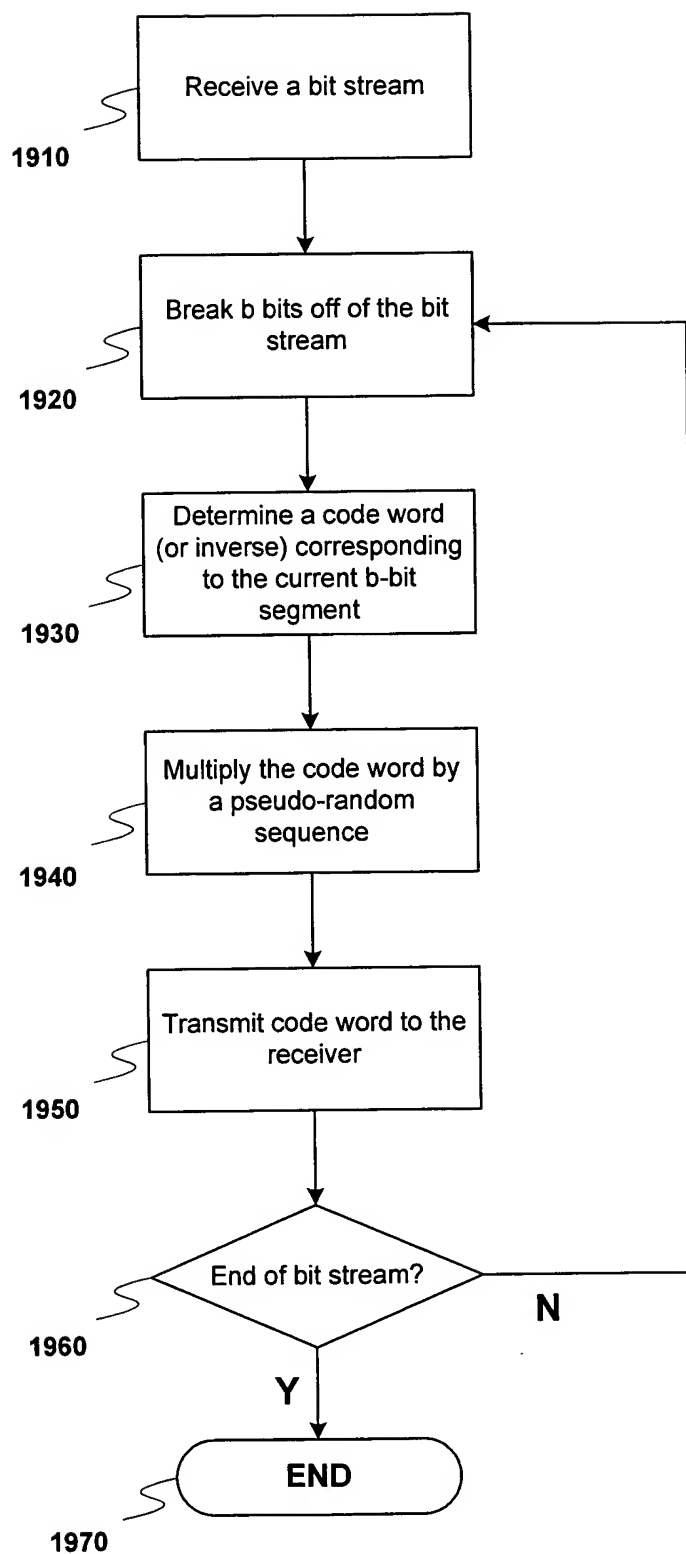 Receive a bit stream
1910
Break b bits off of the bit
stream
1920
Determine a code word
(or inverse) corresponding
to the current b-bit
segment
1930
Multiply the code word by
a pseudo-random
sequence
1940
Transmit code word to the
receiver
1950
End of bit stream?
N
1960
Y
END
1970